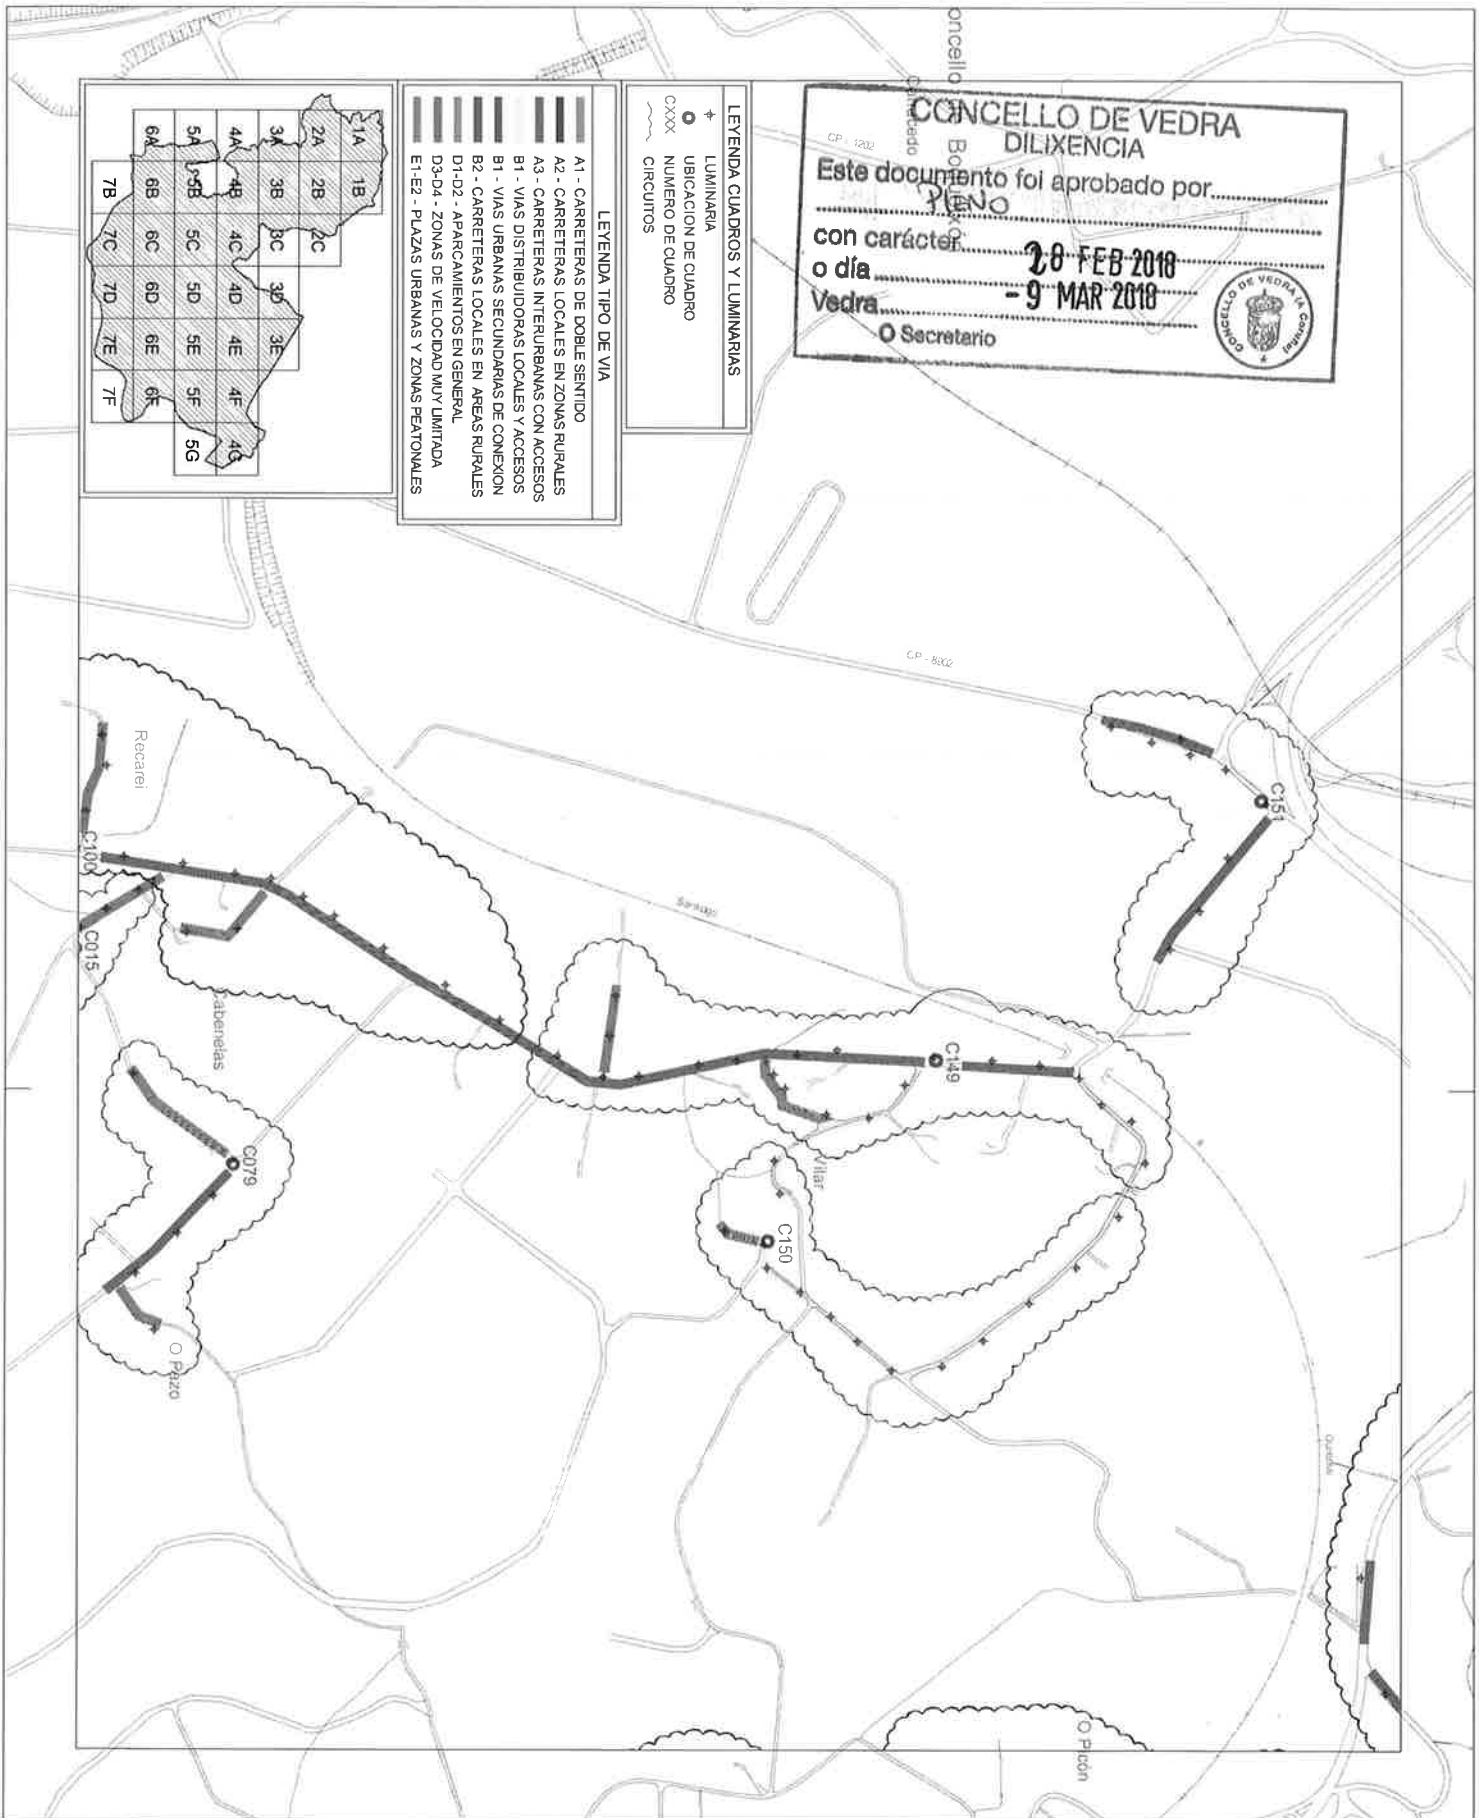 CONCELLO DE VEDRA
DILIXENCIA
Este documento foi aprobado por
PLENO
con carácter
28 FEB 2018
o día
- 9 MAR 2018
Vedra
O Secretario
CONCELLO DE VEDRA (A Coruña)
CP - 1202
LEYENDA CUADROS Y LUMINARIAS
LUMINARIA
UBICACION DE CUADRO
CXXX NUMERO DE CUADRO
CIRCUITOS
LEYENDA TIPO DE VIA
A1 - CARRETERAS DE DOBLE SENTIDO
A2 - CARRETERAS LOCALES EN ZONAS RURALES
A3 - CARRETERAS INTERURBANAS CON ACCESOS
B1 - VIAS DISTRIBUIDORAS LOCALES Y ACCESOS
B1 - VIAS URBANAS SECUNDARIAS DE CONEXION
B2 - CARRETERAS LOCALES EN AREAS RURALES
D1-D2 - APARCAMIENTOS EN GENERAL
D3-D4 - ZONAS DE VELOCIDAD MUY LIMITADA
E1-E2 - PLAZAS URBANAS Y ZONAS PEATONALES
1A 1B
2A 2B 2C
3A 3B 3C 3D 3E
4A 4B 4C 4D 4E 4F 4G
5A 5B 5C 5D 5E 5F 5G
6A 6B 6C 6D 6E 6F
7B 7C 7D 7E 7F
C151
Recarei
C100
C015
Santiago
C149
Vilar
C150
C079
O Pazo
O Picón